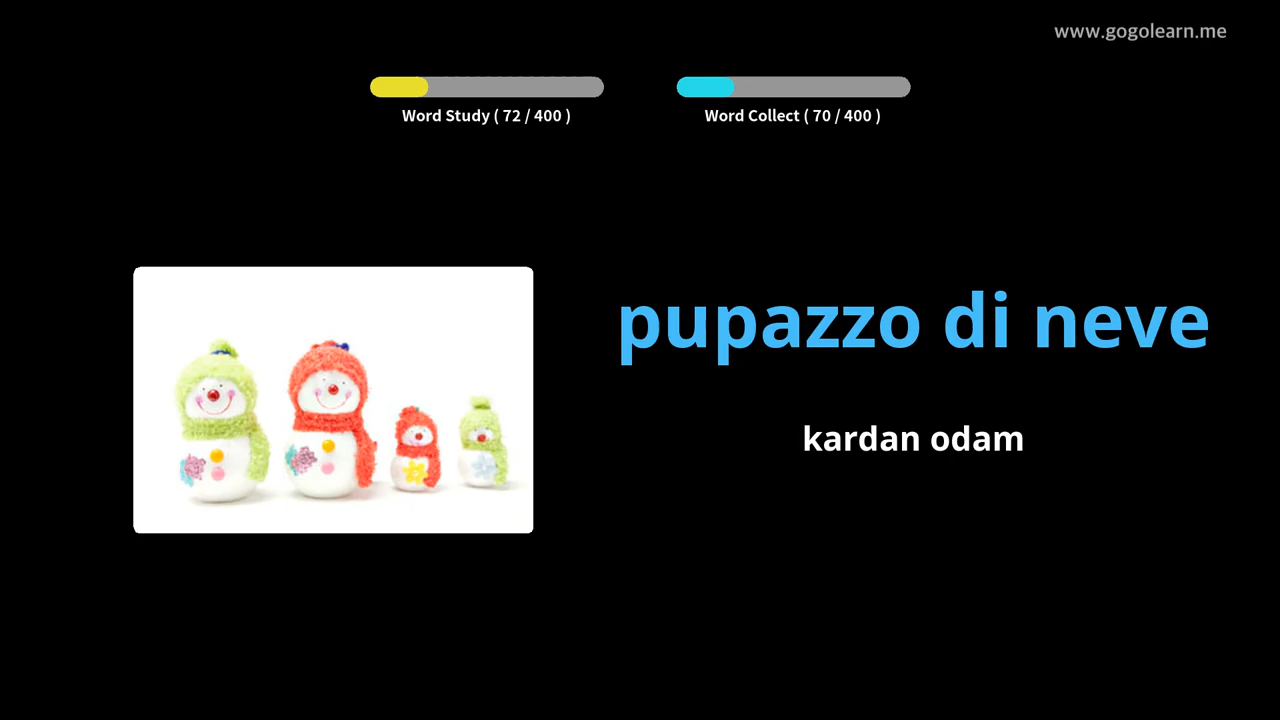 www.gogolearn.me
Word Study ( 72 / 400 )
Word Collect ( 70 / 400 )
pupazzo di neve
kardan odam